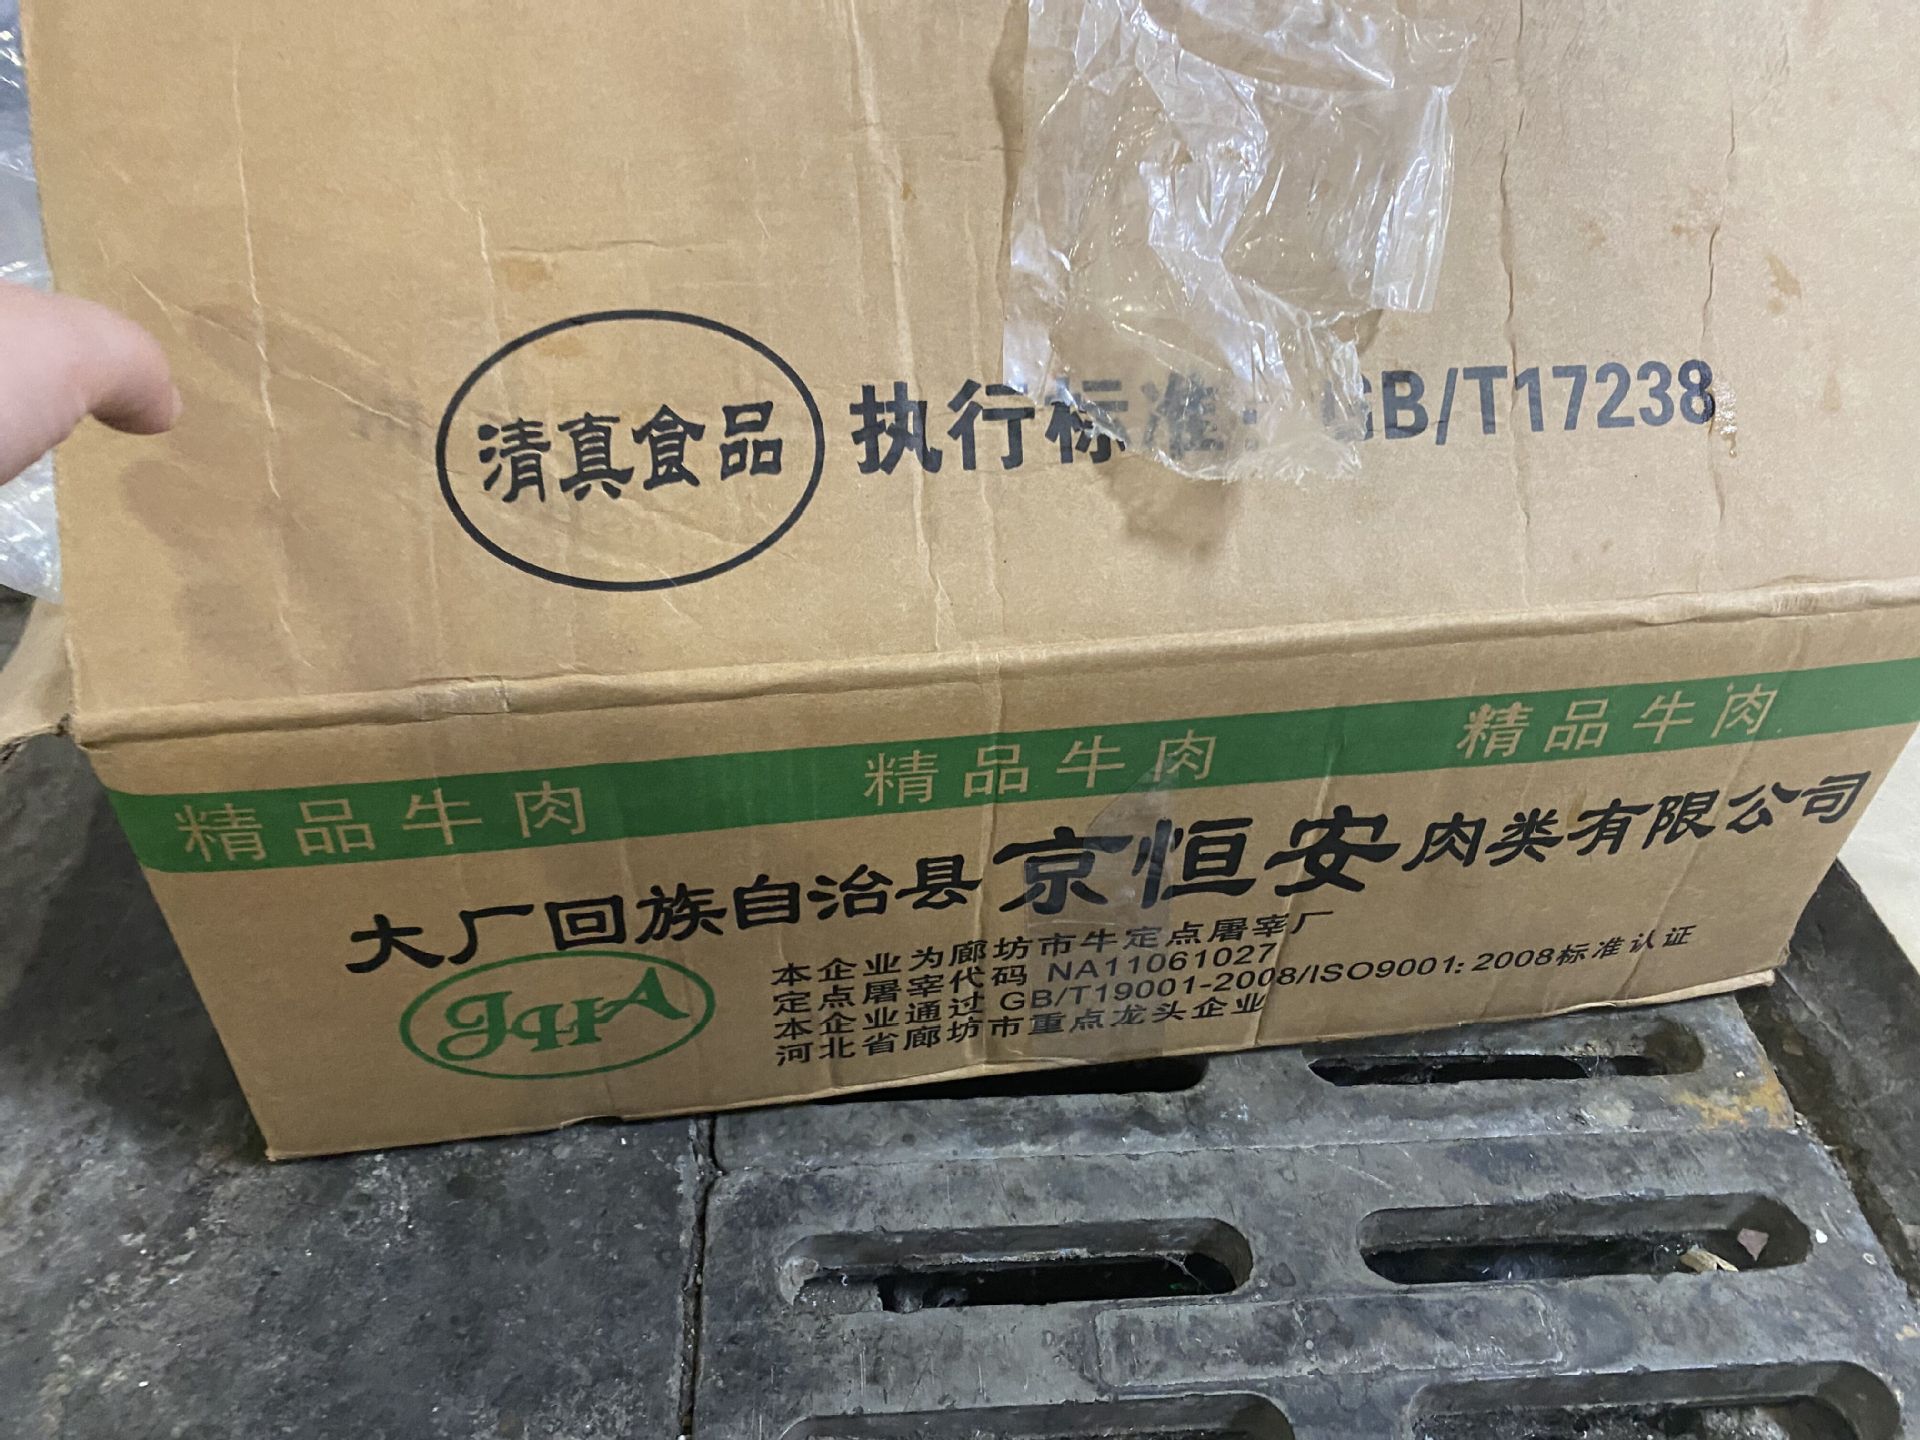 清真食品
执行标准：GB/T17238
精品牛肉 精品牛肉 精品牛肉
大厂回族自治县京恒安肉类有限公司
JHA
本企业为廊坊市牛定点屠宰厂
定点屠宰代码 NA11061027
本企业通过 GB/T19001-2008/ISO9001:2008标准认证
河北省廊坊市重点龙头企业